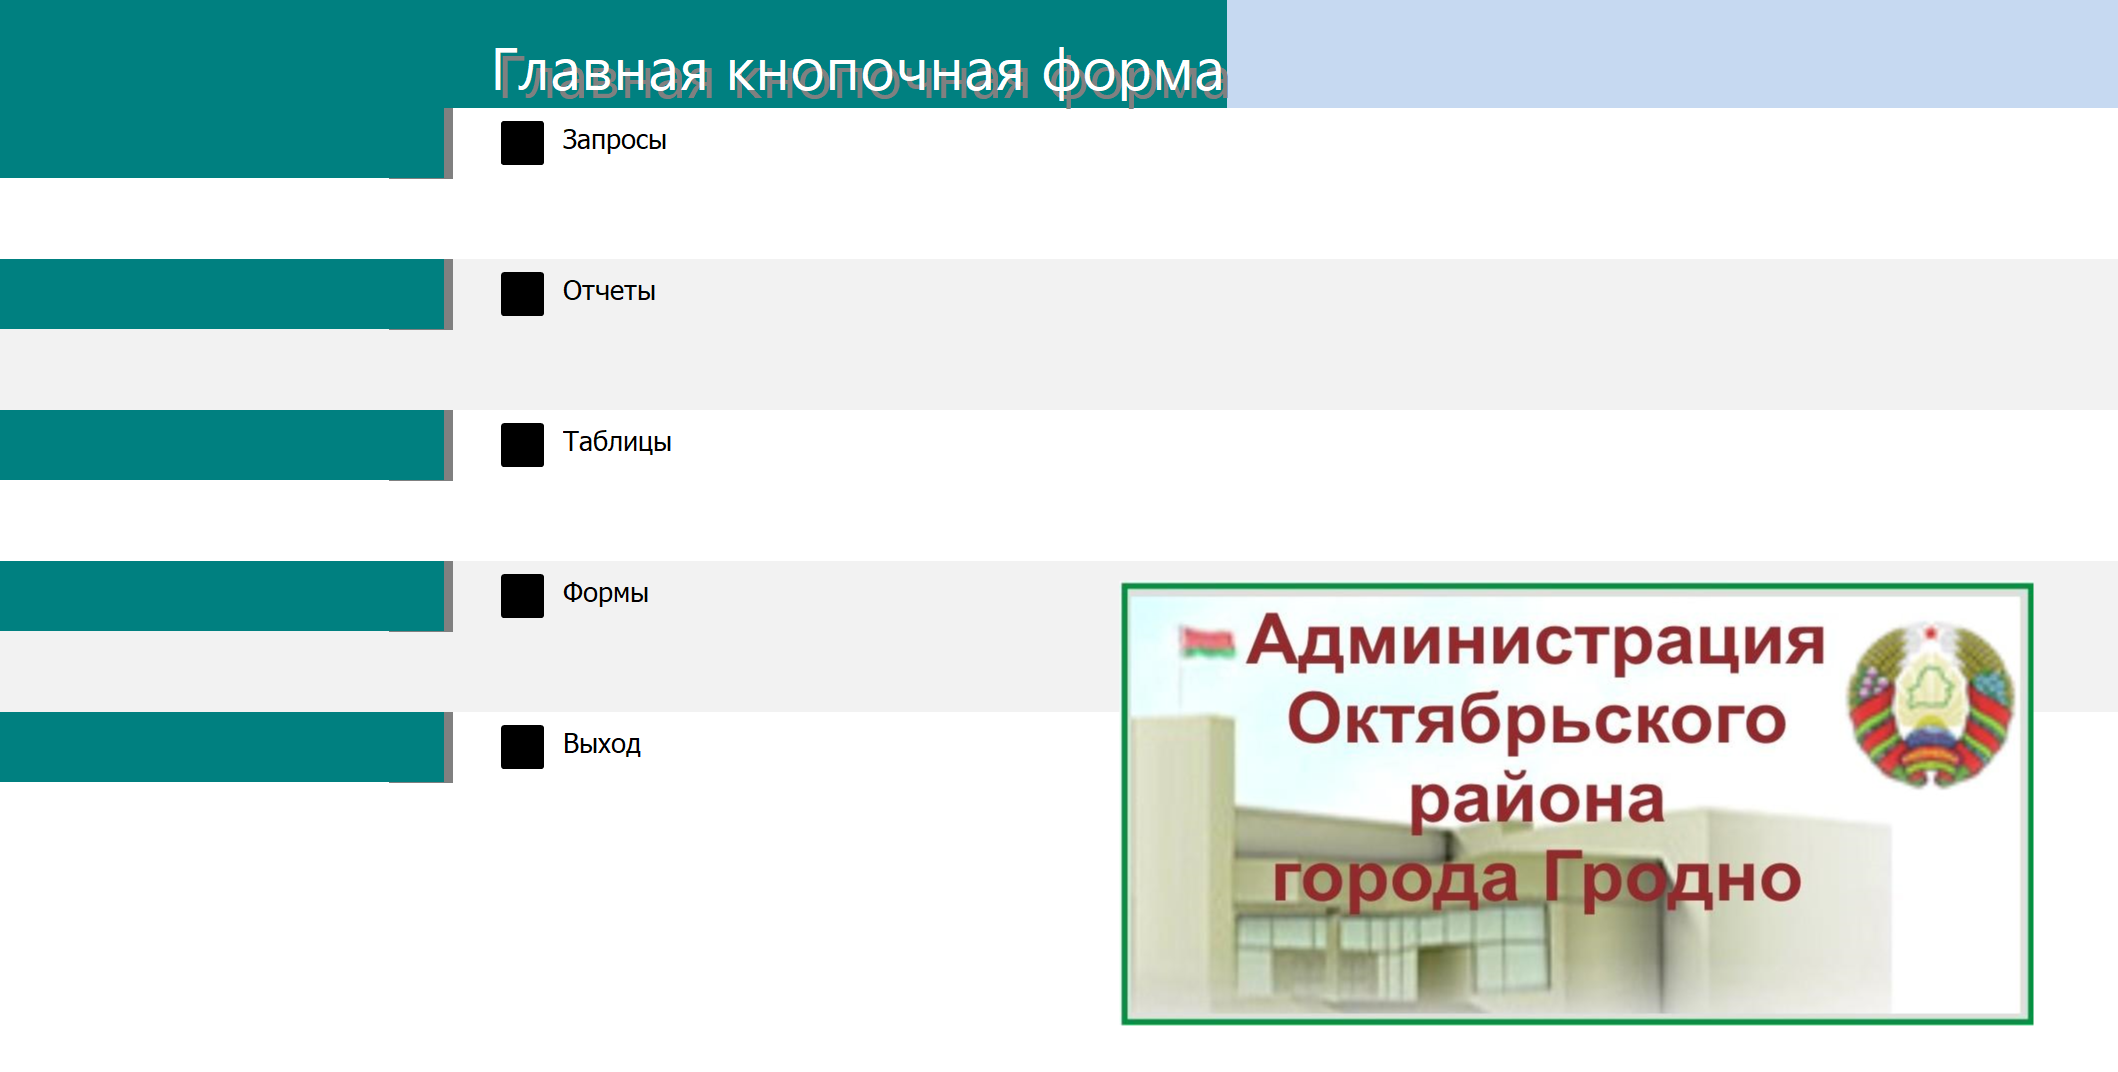 Главная кнопочная форма
Запросы
Отчеты
Таблицы
Формы
Выход
Администрация
Октябрьского
района
города Гродно